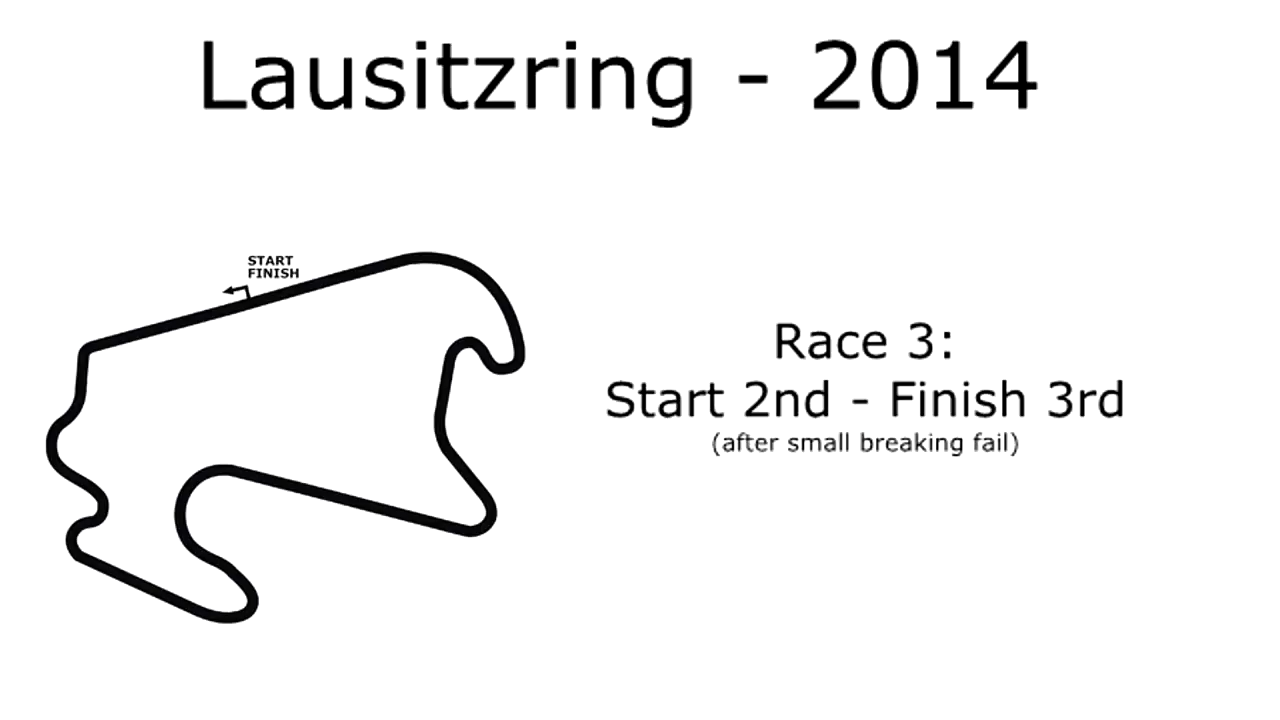 Lausitzring - 2014
START
FINISH
Race 3:
Start 2nd - Finish 3rd
(after small breaking fail)